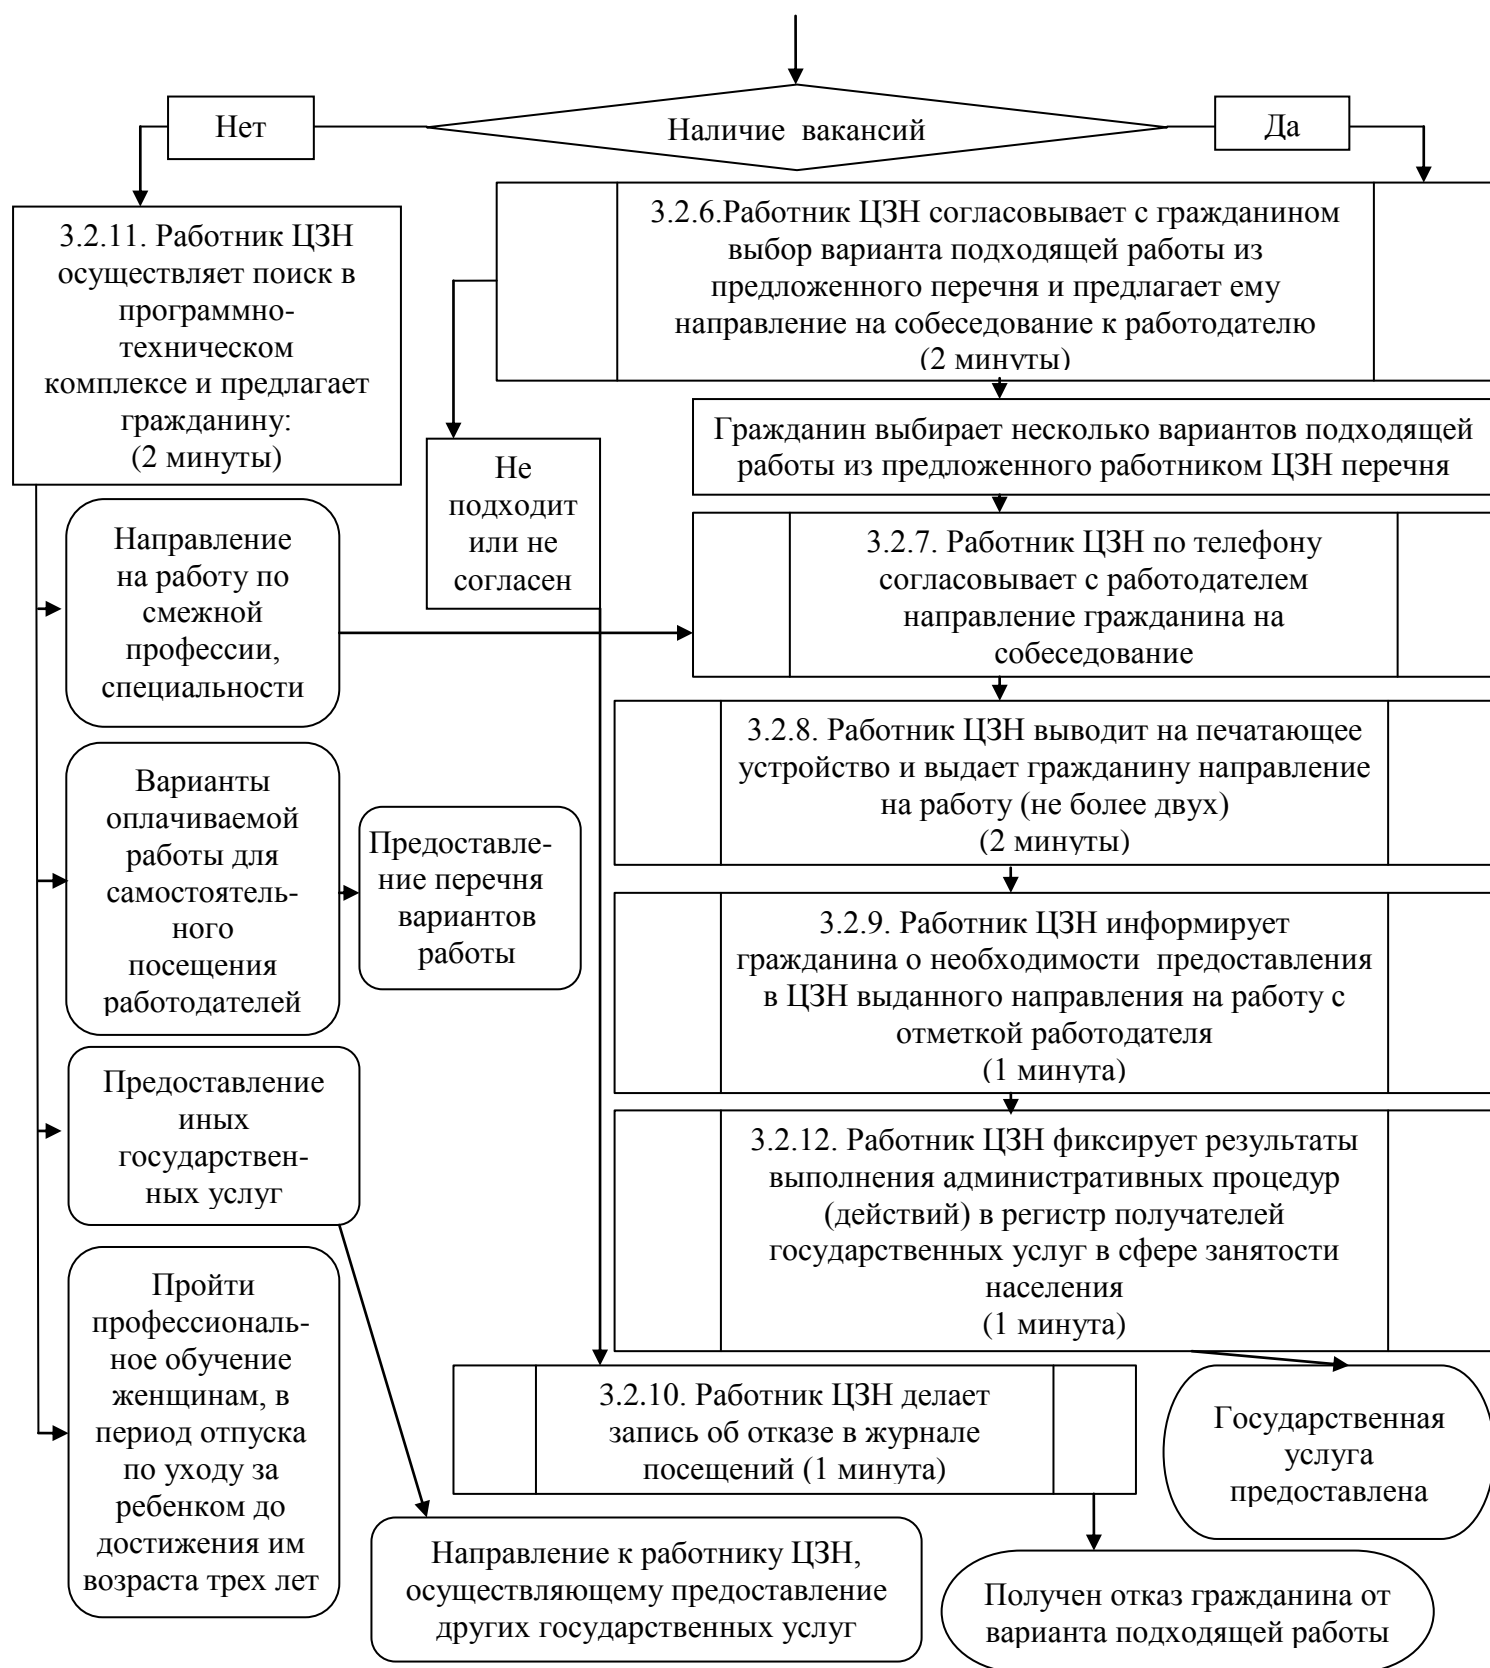 Наличие вакансий
Нет
Да
3.2.11. Работник ЦЗН
осуществляет поиск в
программно-
техническом
комплексе и предлагает
гражданину:
(2 минуты)
3.2.6.Работник ЦЗН согласовывает с гражданином
выбор варианта подходящей работы из
предложенного перечня и предлагает ему
направление на собеседование к работодателю
(2 минуты)
Гражданин выбирает несколько вариантов подходящей
работы из предложенного работником ЦЗН перечня
Не
подходит
или не
согласен
3.2.7. Работник ЦЗН по телефону
согласовывает с работодателем
направление гражданина на
собеседование
Направление
на работу по
смежной
профессии,
специальности
3.2.8. Работник ЦЗН выводит на печатающее
устройство и выдает гражданину направление
на работу (не более двух)
(2 минуты)
Варианты
оплачиваемой
работы для
самостоятель-
ного
посещения
работодателей
Предоставле-
ние перечня
вариантов
работы
3.2.9. Работник ЦЗН информирует
гражданина о необходимости предоставления
в ЦЗН выданного направления на работу с
отметкой работодателя
(1 минута)
Предоставление
иных
государствен-
ных услуг
3.2.12. Работник ЦЗН фиксирует результаты
выполнения административных процедур
(действий) в регистр получателей
государственных услуг в сфере занятости
населения
(1 минута)
Пройти
профессиональ-
ное обучение
женщинам, в
период отпуска
по уходу за
ребенком до
достижения им
возраста трех лет
3.2.10. Работник ЦЗН делает
запись об отказе в журнале
посещений (1 минута)
Государственная
услуга
предоставлена
Направление к работнику ЦЗН,
осуществляющему предоставление
других государственных услуг
Получен отказ гражданина от
варианта подходящей работы